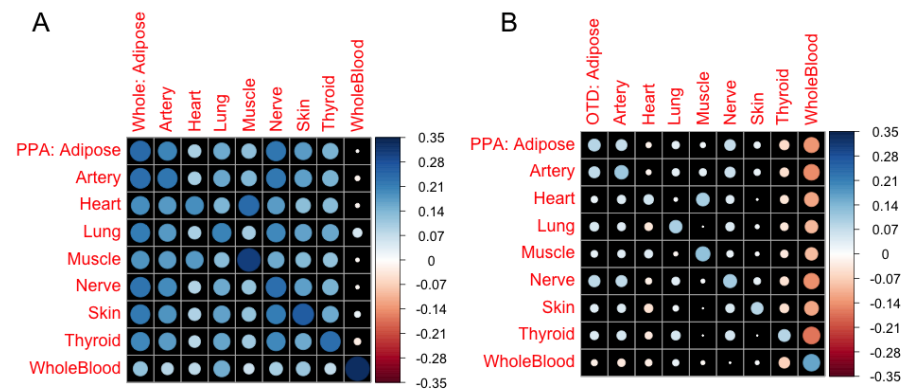 A
Whole: Adipose
Artery
Heart
Lung
Muscle
Nerve
Skin
Thyroid
WholeBlood
PPA: Adipose
Artery
Heart
Lung
Muscle
Nerve
Skin
Thyroid
WholeBlood
0.35
0.28
0.21
0.14
0.07
0
-0.07
-0.14
-0.21
-0.28
-0.35
B
OTD: Adipose
Artery
Heart
Lung
Muscle
Nerve
Skin
Thyroid
WholeBlood
PPA: Adipose
Artery
Heart
Lung
Muscle
Nerve
Skin
Thyroid
WholeBlood
0.35
0.28
0.21
0.14
0.07
0
-0.07
-0.14
-0.21
-0.28
-0.35